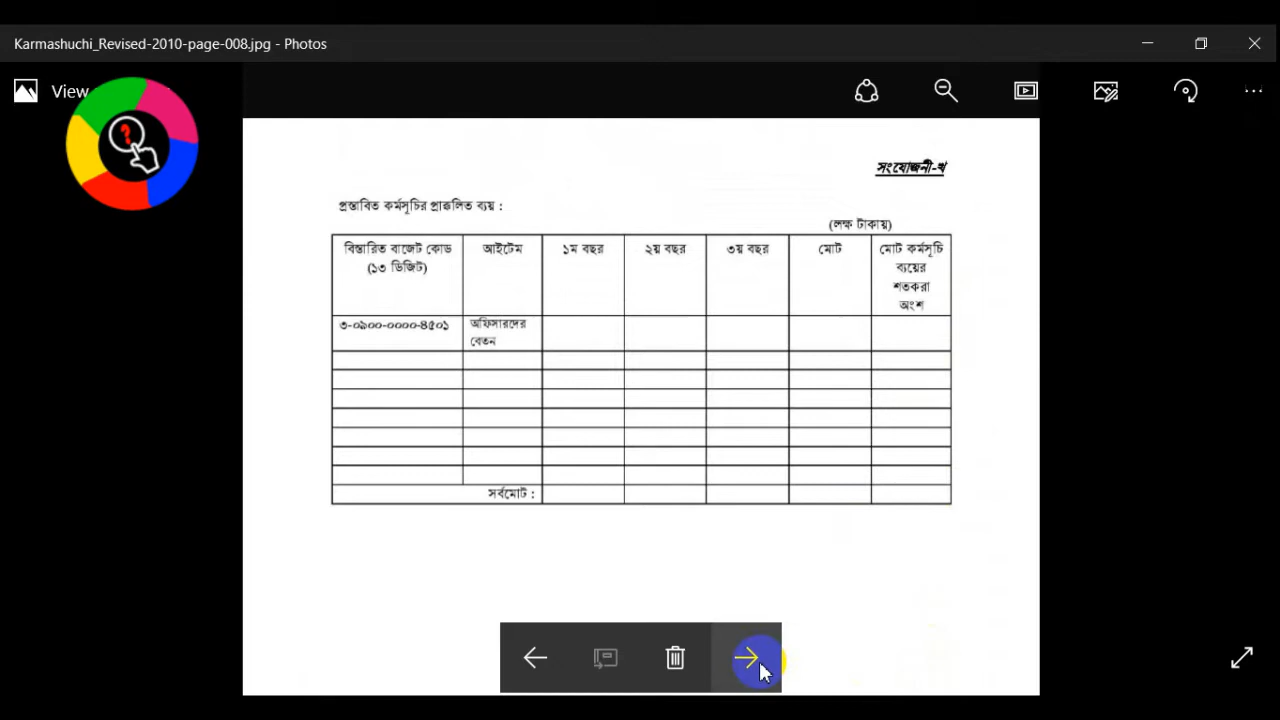 Karmashuchi_Revised-2010-page-008.jpg - Photos
View
?
সংযোজনী-খ
প্রস্তাবিত কর্মসূচির প্রাক্কলিত ব্যয় :
(লক্ষ টাকায়)
বিস্তারিত বাজেট কোড
(১৩ ডিজিট)
আইটেম
১ম বছর
২য় বছর
৩য় বছর
মোট
মোট কর্মসূচি
ব্যয়ের
শতকরা
অংশ
৩-০৯০০-০০০০-৪৫০১
অফিসারদের
বেতন
সর্বমোট :